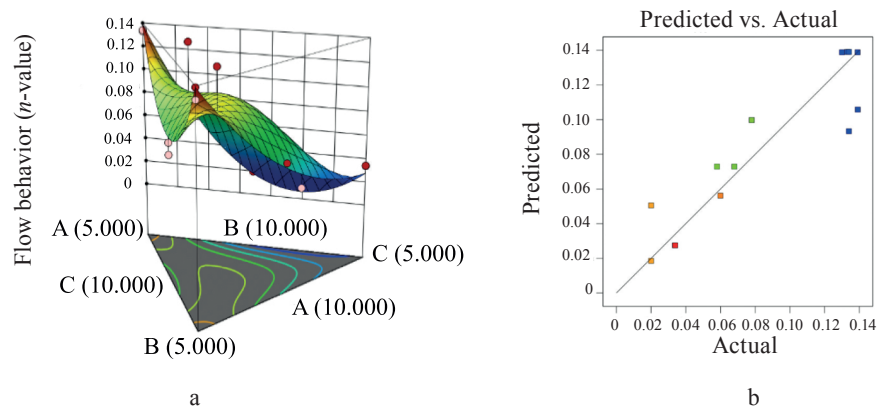 Flow behavior (n-value)
0.14
0.12
0.10
0.08
0.06
0.04
0.02
0
A (5.000)
B (10.000)
C (5.000)
C (10.000)
A (10.000)
B (5.000)
a
Predicted vs. Actual
Predicted
0.14
0.12
0.10
0.08
0.06
0.04
0.02
0
0 0.02 0.04 0.06 0.08 0.10 0.12 0.14
Actual
b